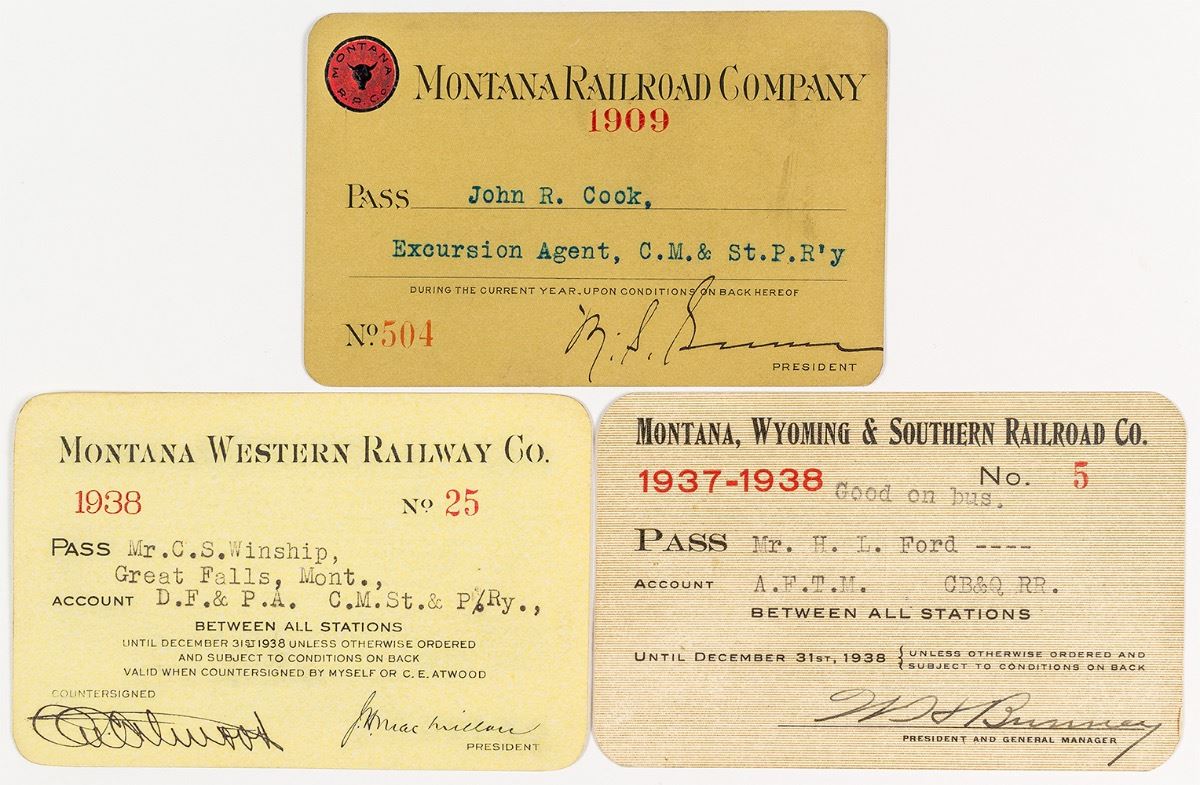 MONTANA
R.R.Co.
MONTANA RAILROAD COMPANY
1909
PASS John R. Cook,
Excursion Agent, C.M.& St.P.R'y
DURING THE CURRENT YEAR UPON CONDITIONS ON BACK HEREOF
No. 504
PRESIDENT
MONTANA WESTERN RAILWAY CO.
1938 No 25
PASS Mr.C.S.Winship,
Great Falls, Mont.,
ACCOUNT D.F.& P.A. C.M.St.& P.Ry.,
BETWEEN ALL STATIONS
UNTIL DECEMBER 31ST 1938 UNLESS OTHERWISE ORDERED
AND SUBJECT TO CONDITIONS ON BACK
VALID WHEN COUNTERSIGNED BY MYSELF OR C.E. ATWOOD
COUNTERSIGNED
C.E. Atwood J.H. MacMillan
PRESIDENT
MONTANA, WYOMING & SOUTHERN RAILROAD CO.
1937-1938 No. 5
Good on bus.
PASS Mr. H. L. Ford ----
ACCOUNT A.F.T.M. CB&Q RR.
BETWEEN ALL STATIONS
UNTIL DECEMBER 31ST, 1938 { UNLESS OTHERWISE ORDERED AND
SUBJECT TO CONDITIONS ON BACK
Bunney
PRESIDENT AND GENERAL MANAGER